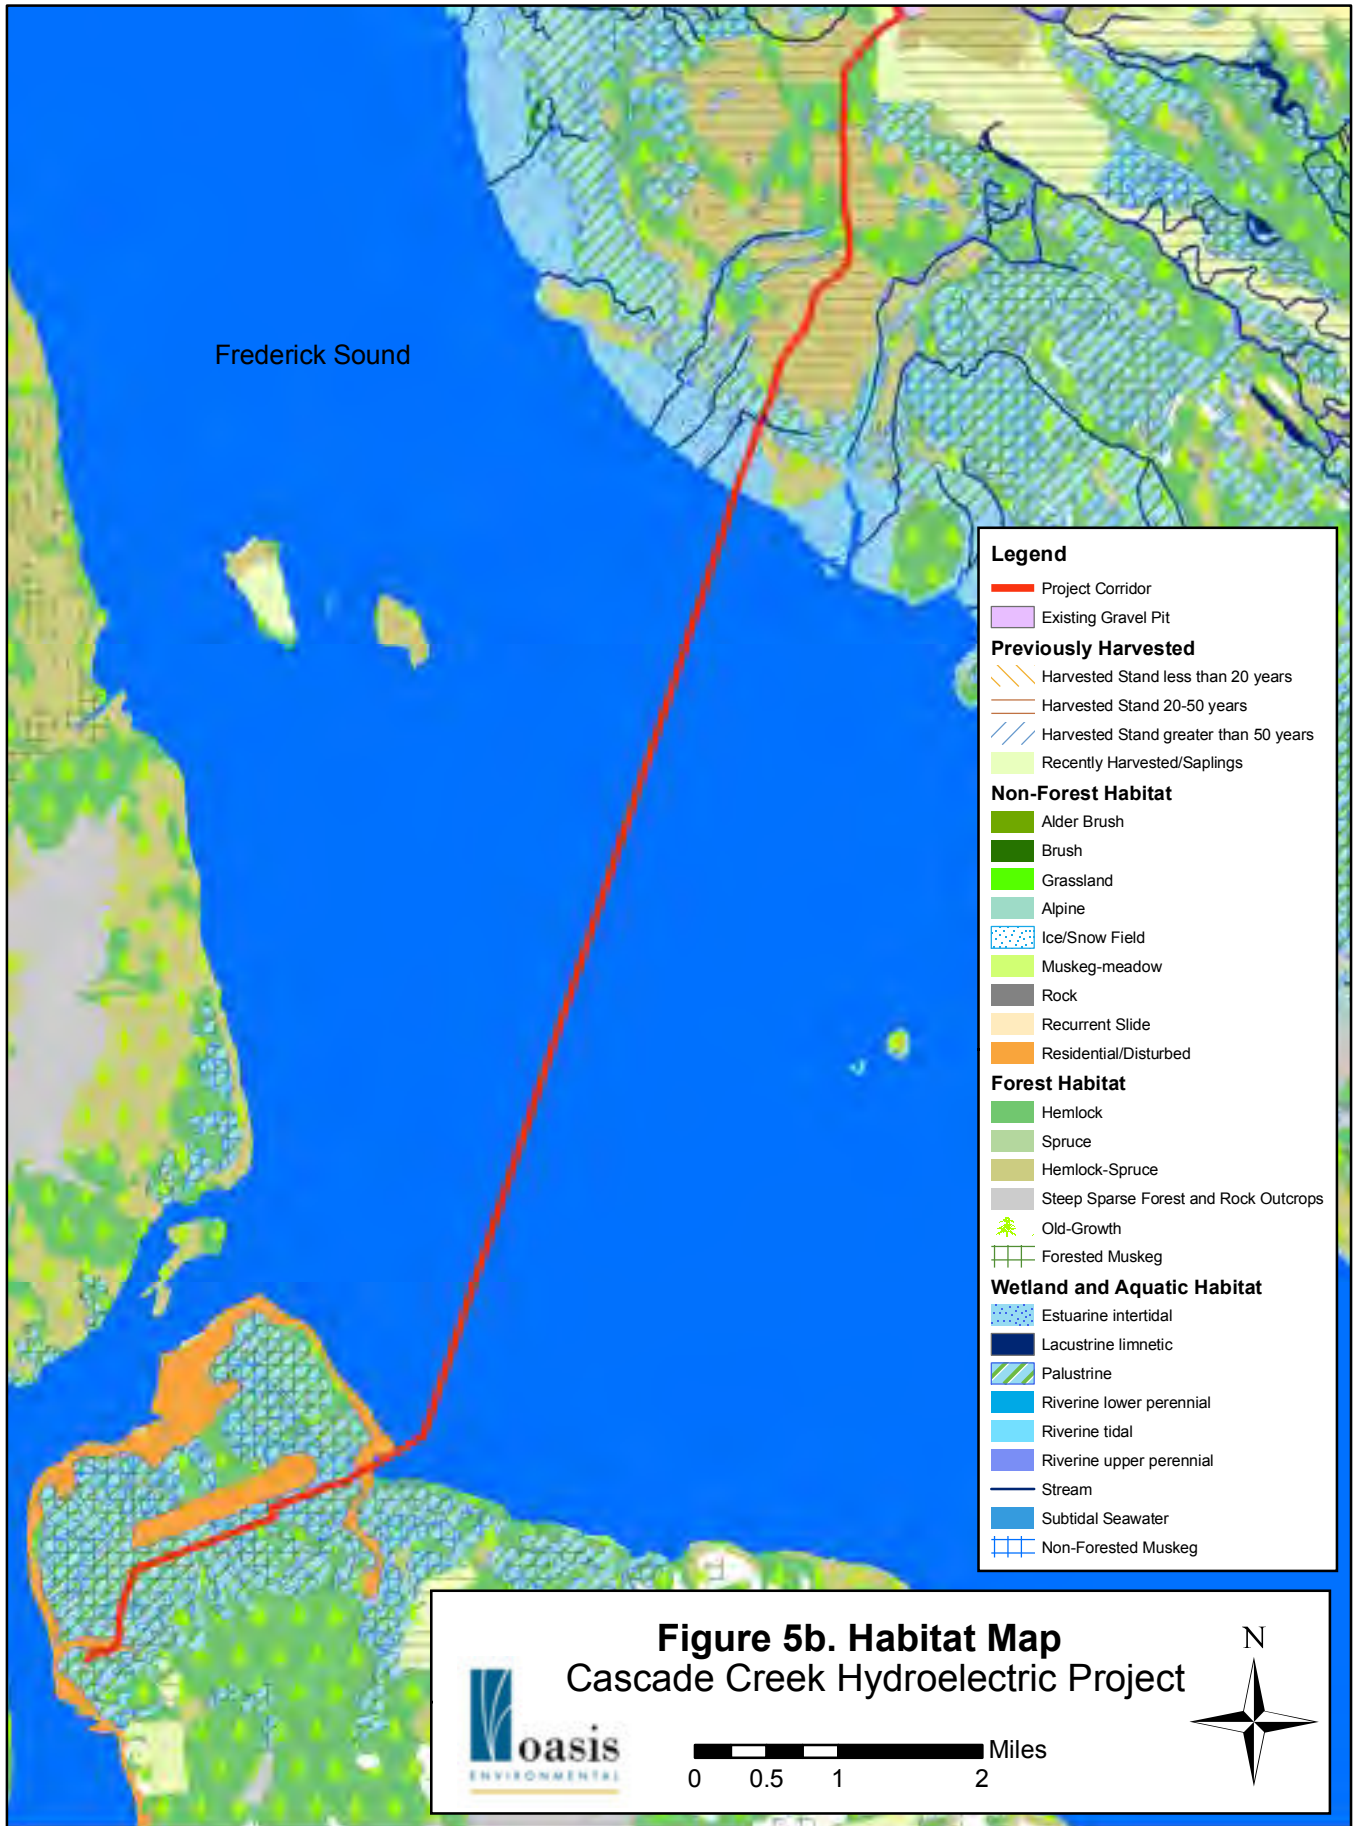 Frederick Sound
Legend
Project Corridor
Existing Gravel Pit
Previously Harvested
Harvested Stand less than 20 years
Harvested Stand 20-50 years
Harvested Stand greater than 50 years
Recently Harvested/Saplings
Non-Forest Habitat
Alder Brush
Brush
Grassland
Alpine
Ice/Snow Field
Muskeg-meadow
Rock
Recurrent Slide
Residential/Disturbed
Forest Habitat
Hemlock
Spruce
Hemlock-Spruce
Steep Sparse Forest and Rock Outcrops
Old-Growth
Forested Muskeg
Wetland and Aquatic Habitat
Estuarine intertidal
Lacustrine limnetic
Palustrine
Riverine lower perennial
Riverine tidal
Riverine upper perennial
Stream
Subtidal Seawater
Non-Forested Muskeg
Figure 5b. Habitat Map
Cascade Creek Hydroelectric Project
N
oasis
ENVIRONMENTAL
Miles
0 0.5 1 2